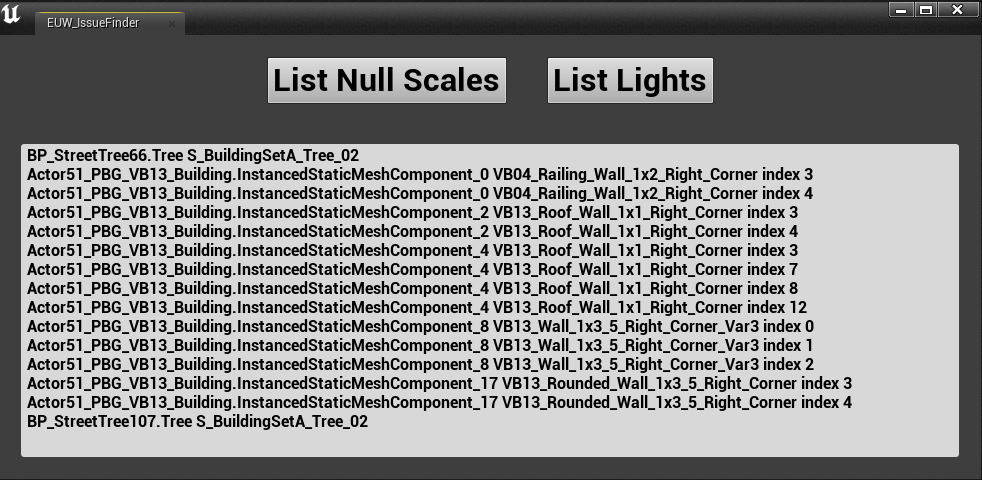 EUW_IssueFinder
List Null Scales
List Lights
BP_StreetTree66.Tree S_BuildingSetA_Tree_02
Actor51_PBG_VB13_Building.InstancedStaticMeshComponent_0 VB04_Railing_Wall_1x2_Right_Corner index 3
Actor51_PBG_VB13_Building.InstancedStaticMeshComponent_0 VB04_Railing_Wall_1x2_Right_Corner index 4
Actor51_PBG_VB13_Building.InstancedStaticMeshComponent_2 VB13_Roof_Wall_1x1_Right_Corner index 3
Actor51_PBG_VB13_Building.InstancedStaticMeshComponent_2 VB13_Roof_Wall_1x1_Right_Corner index 4
Actor51_PBG_VB13_Building.InstancedStaticMeshComponent_4 VB13_Roof_Wall_1x1_Right_Corner index 3
Actor51_PBG_VB13_Building.InstancedStaticMeshComponent_4 VB13_Roof_Wall_1x1_Right_Corner index 7
Actor51_PBG_VB13_Building.InstancedStaticMeshComponent_4 VB13_Roof_Wall_1x1_Right_Corner index 8
Actor51_PBG_VB13_Building.InstancedStaticMeshComponent_4 VB13_Roof_Wall_1x1_Right_Corner index 12
Actor51_PBG_VB13_Building.InstancedStaticMeshComponent_8 VB13_Wall_1x3_5_Right_Corner_Var3 index 0
Actor51_PBG_VB13_Building.InstancedStaticMeshComponent_8 VB13_Wall_1x3_5_Right_Corner_Var3 index 1
Actor51_PBG_VB13_Building.InstancedStaticMeshComponent_8 VB13_Wall_1x3_5_Right_Corner_Var3 index 2
Actor51_PBG_VB13_Building.InstancedStaticMeshComponent_17 VB13_Rounded_Wall_1x3_5_Right_Corner index 3
Actor51_PBG_VB13_Building.InstancedStaticMeshComponent_17 VB13_Rounded_Wall_1x3_5_Right_Corner index 4
BP_StreetTree107.Tree S_BuildingSetA_Tree_02